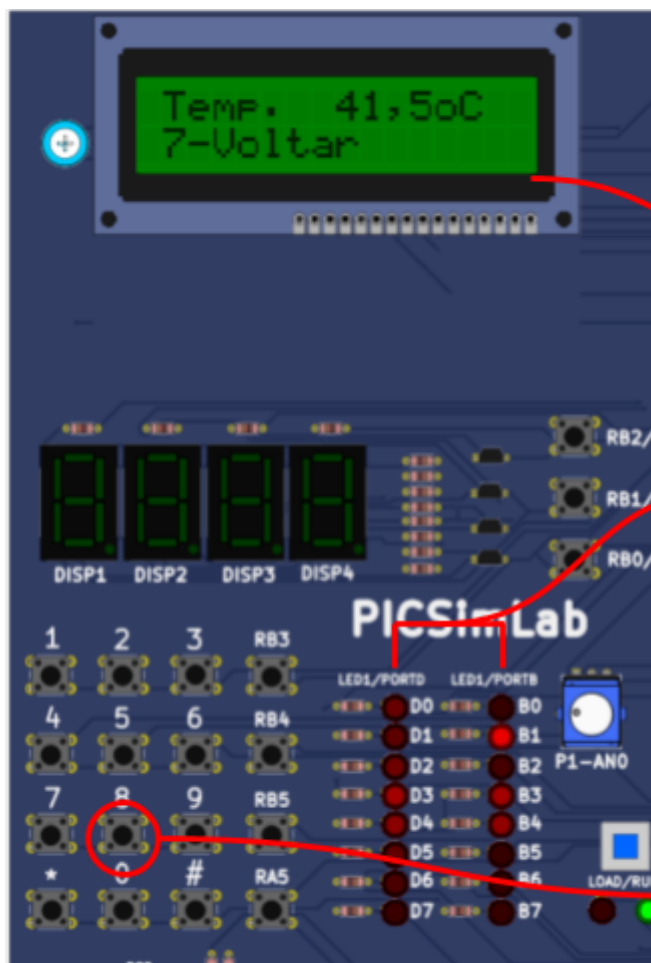 Temp. 41,5oC
7-Voltar
RB2/
RB1/
RB0/
DISP1 DISP2 DISP3 DISP4
PICSimLab
1 2 3 RB3
LED1/PORTD LED1/PORTB
D0 B0
4 5 6 RB4
D1 B1
P1-AN0
D2 B2
7 8 9 RB5
D3 B3
D4 B4
D5 B5
* 0 # RA5
D6 B6
LOAD/RU
D7 B7